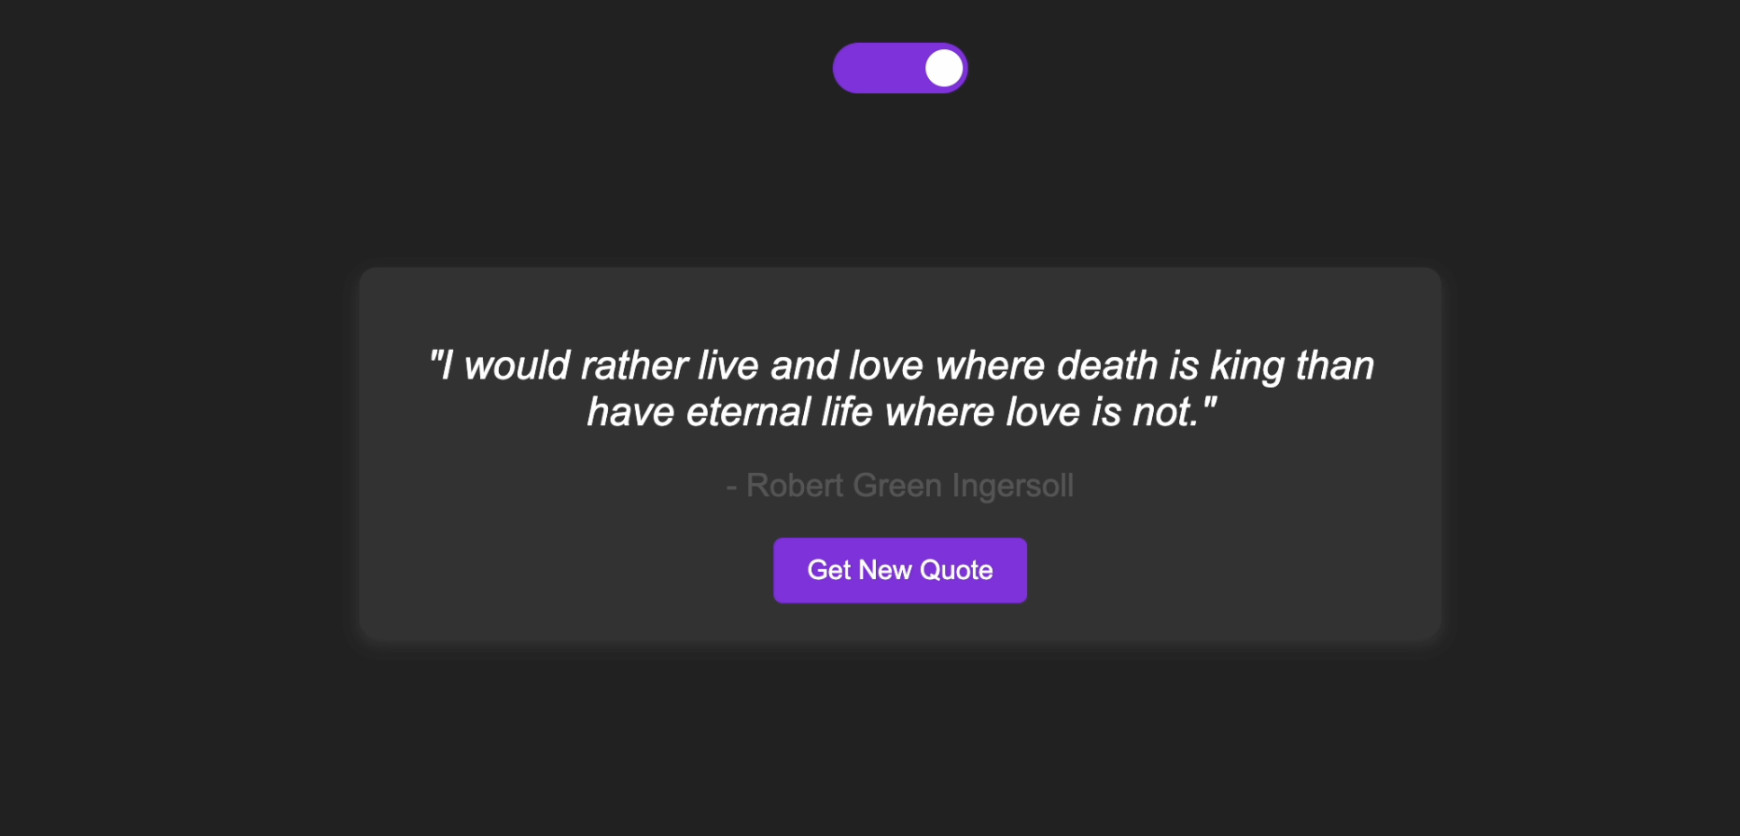 "I would rather live and love where death is king than
have eternal life where love is not."
- Robert Green Ingersoll
Get New Quote